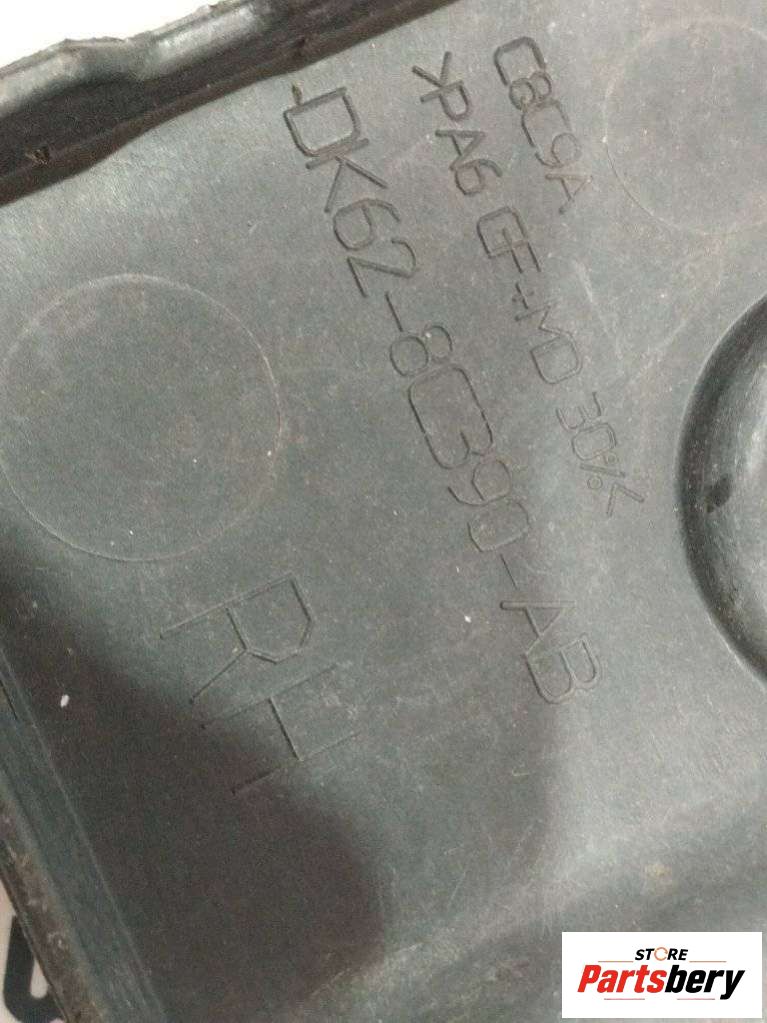 C8C9A
>PA6 GF+MD 30%<
DK62-8C390-AB
RH
STORE
Partsbery